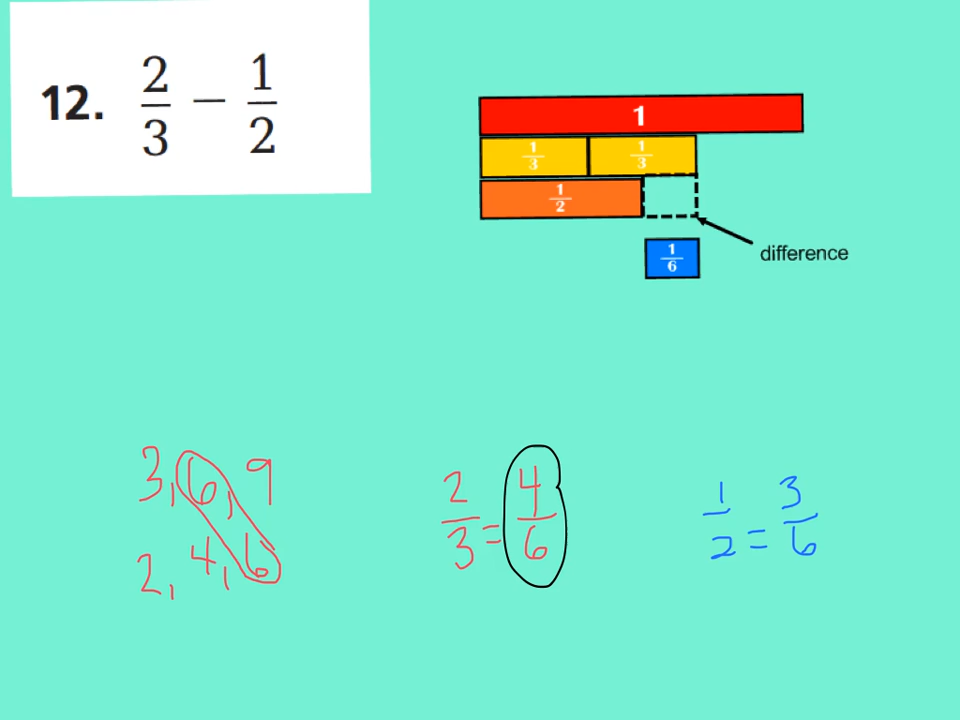 12. 2/3 − 1/2
1
1/3 1/3
1/2
difference
1/6
3, 6, 9
2, 4, 6
2/3 = 4/6
1/2 = 3/6